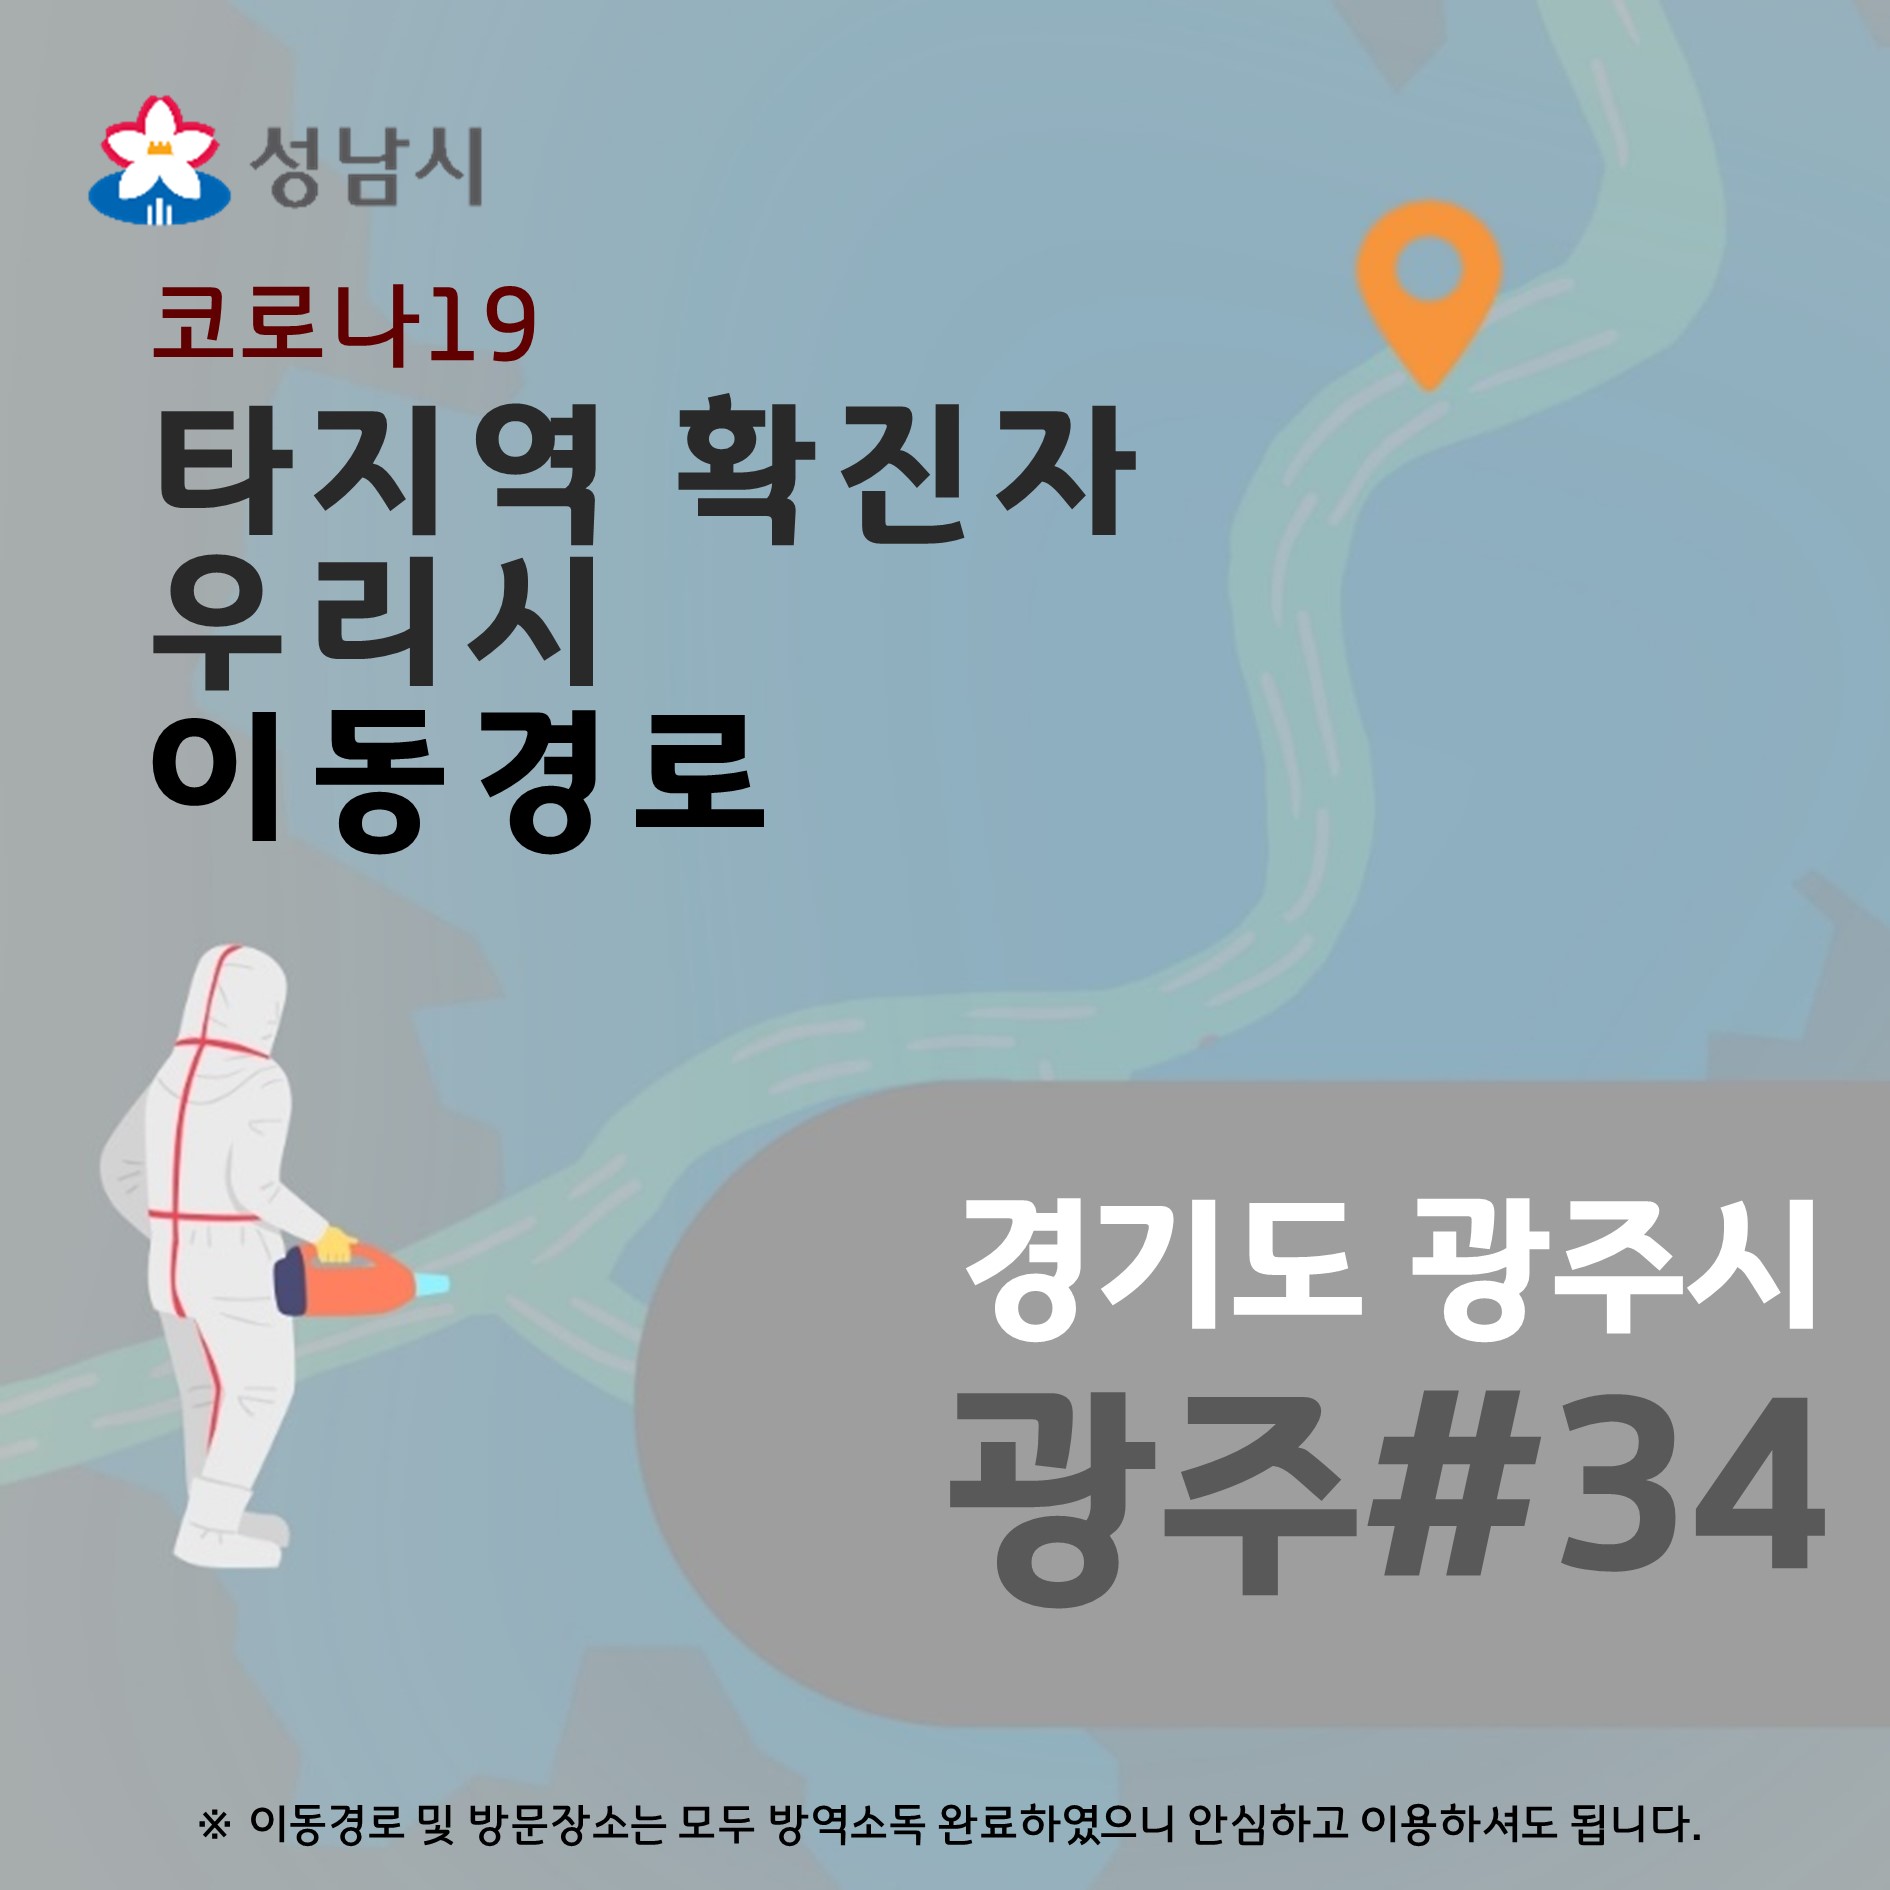 성남시
코로나19
타지역 확진자
우리시
이동경로
경기도 광주시
광주#34
※ 이동경로 및 방문장소는 모두 방역소독 완료하였으니 안심하고 이용하셔도 됩니다.